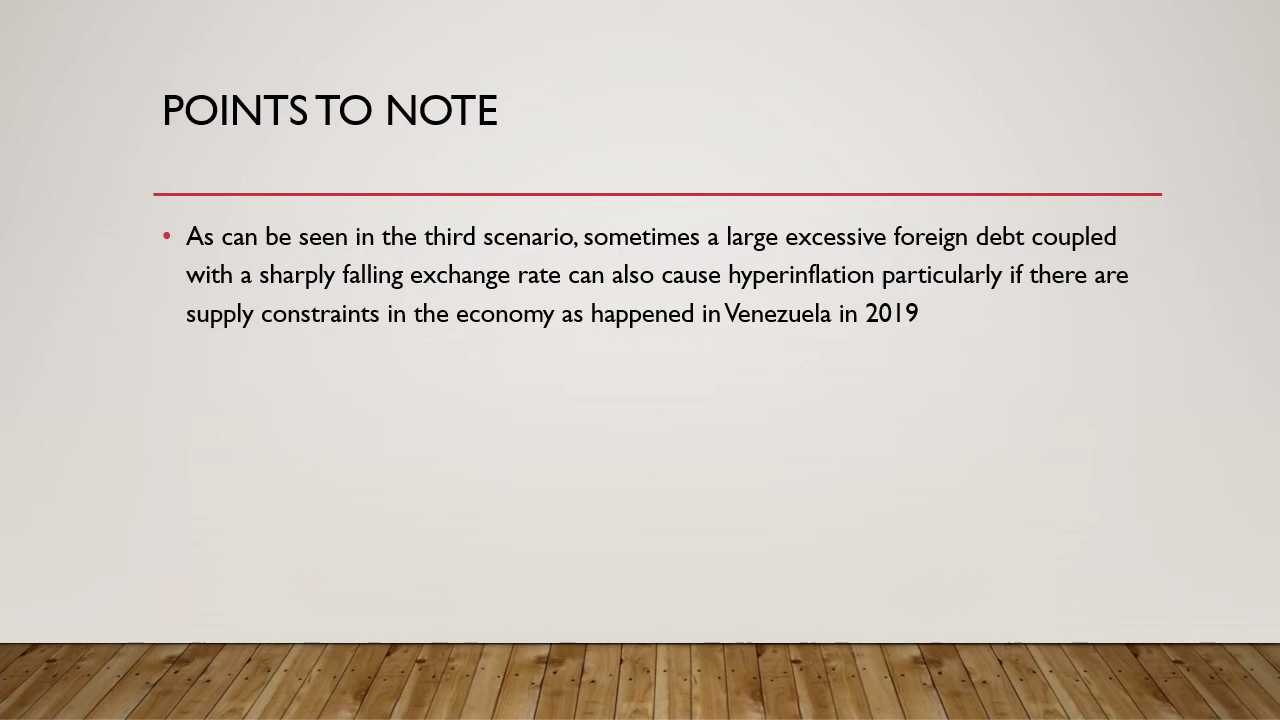 POINTS TO NOTE
• As can be seen in the third scenario, sometimes a large excessive foreign debt coupled
with a sharply falling exchange rate can also cause hyperinflation particularly if there are
supply constraints in the economy as happened in Venezuela in 2019